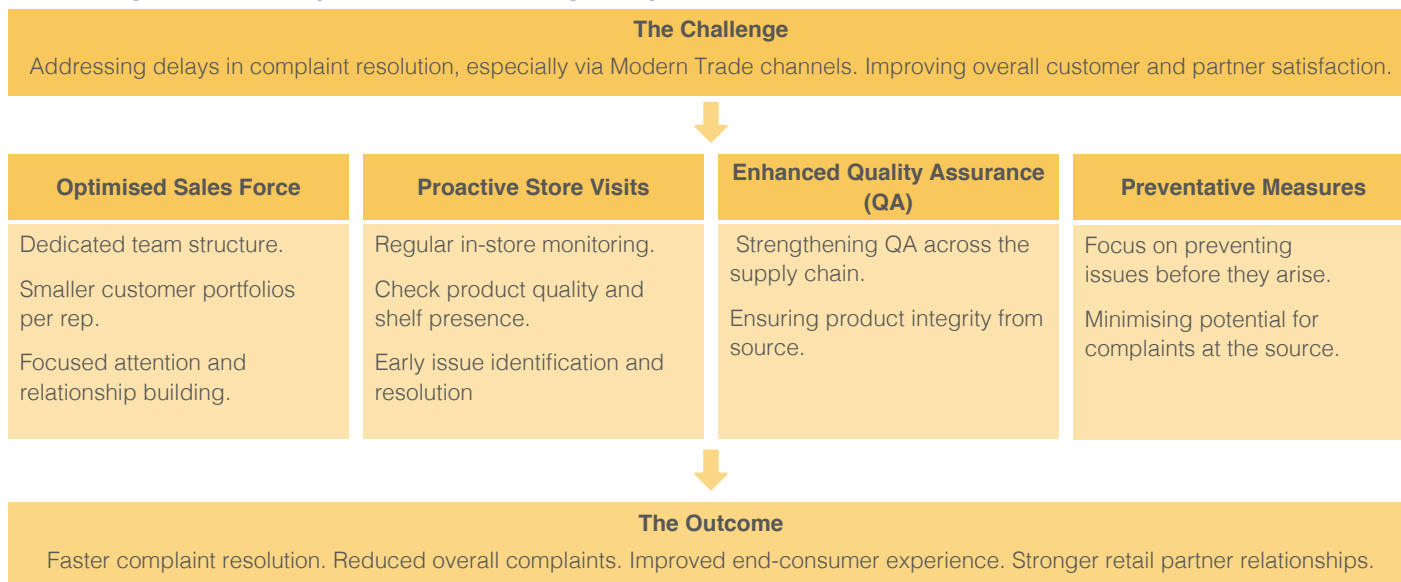 The Challenge
Addressing delays in complaint resolution, especially via Modern Trade channels. Improving overall customer and partner satisfaction.
Optimised Sales Force
Dedicated team structure.
Smaller customer portfolios
per rep.
Focused attention and
relationship building.
Proactive Store Visits
Regular in-store monitoring.
Check product quality and
shelf presence.
Early issue identification and
resolution
Enhanced Quality Assurance
(QA)
Strengthening QA across the
supply chain.
Ensuring product integrity from
source.
Preventative Measures
Focus on preventing
issues before they arise.
Minimising potential for
complaints at the source.
The Outcome
Faster complaint resolution. Reduced overall complaints. Improved end-consumer experience. Stronger retail partner relationships.